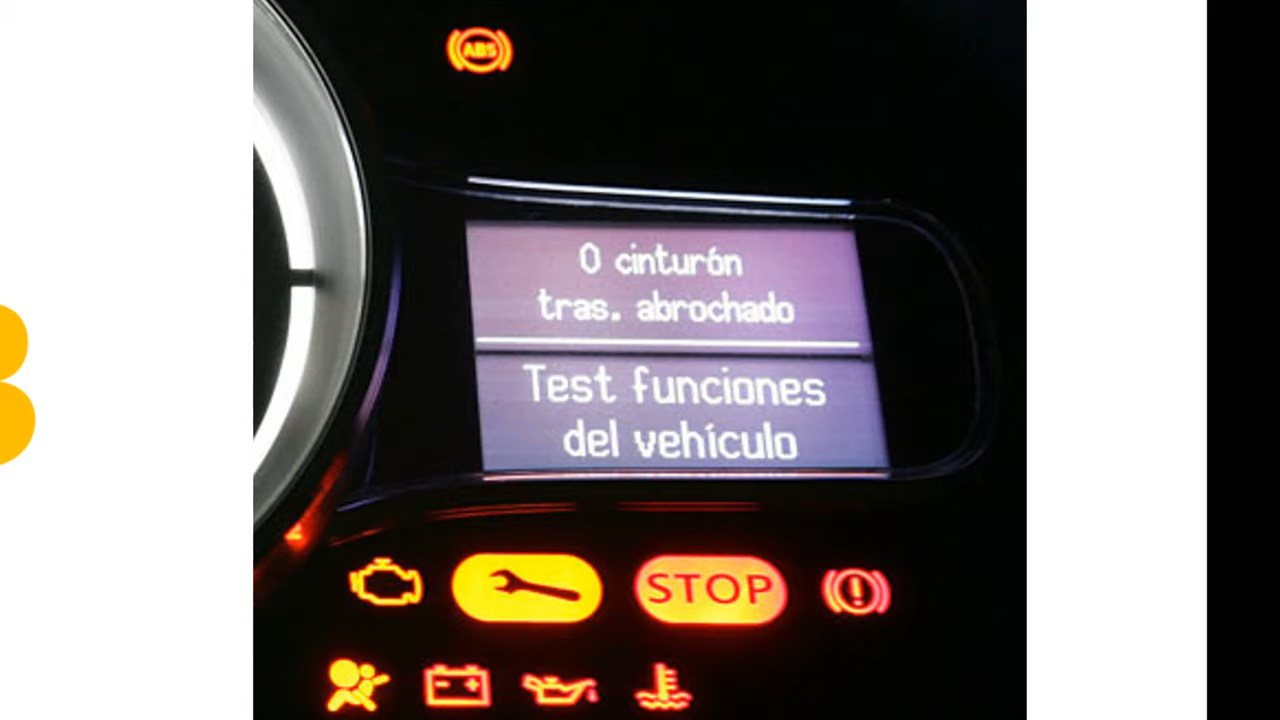 ABS
0 cinturón
tras. abrochado
Test funciones
del vehículo
STOP